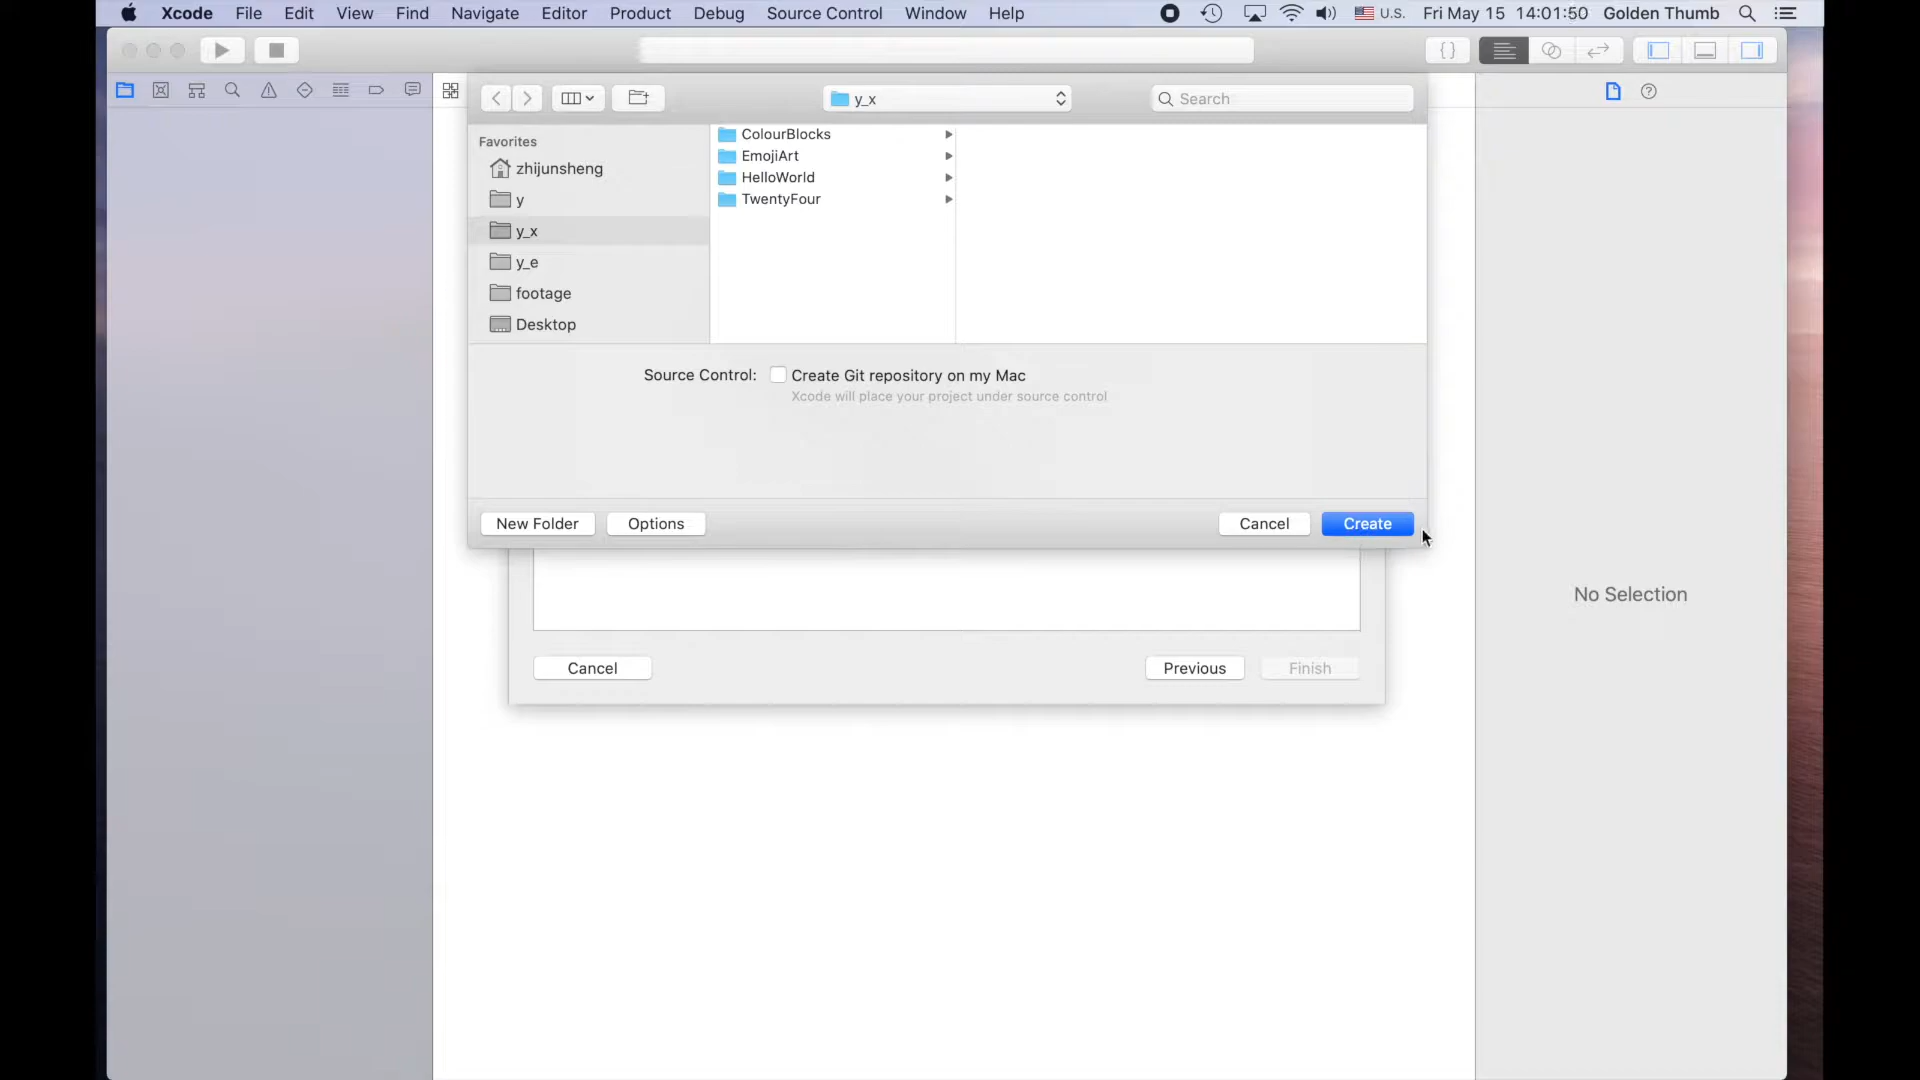 Xcode File Edit View Find Navigate Editor Product Debug Source Control Window Help U.S. Fri May 15 14:01:50 Golden Thumb
{}
y_x
Search
Favorites
zhijunsheng
y
y_x
y_e
footage
Desktop
ColourBlocks
EmojiArt
HelloWorld
TwentyFour
Source Control: Create Git repository on my Mac
Xcode will place your project under source control
New Folder Options Cancel Create
No Selection
Cancel Previous Finish